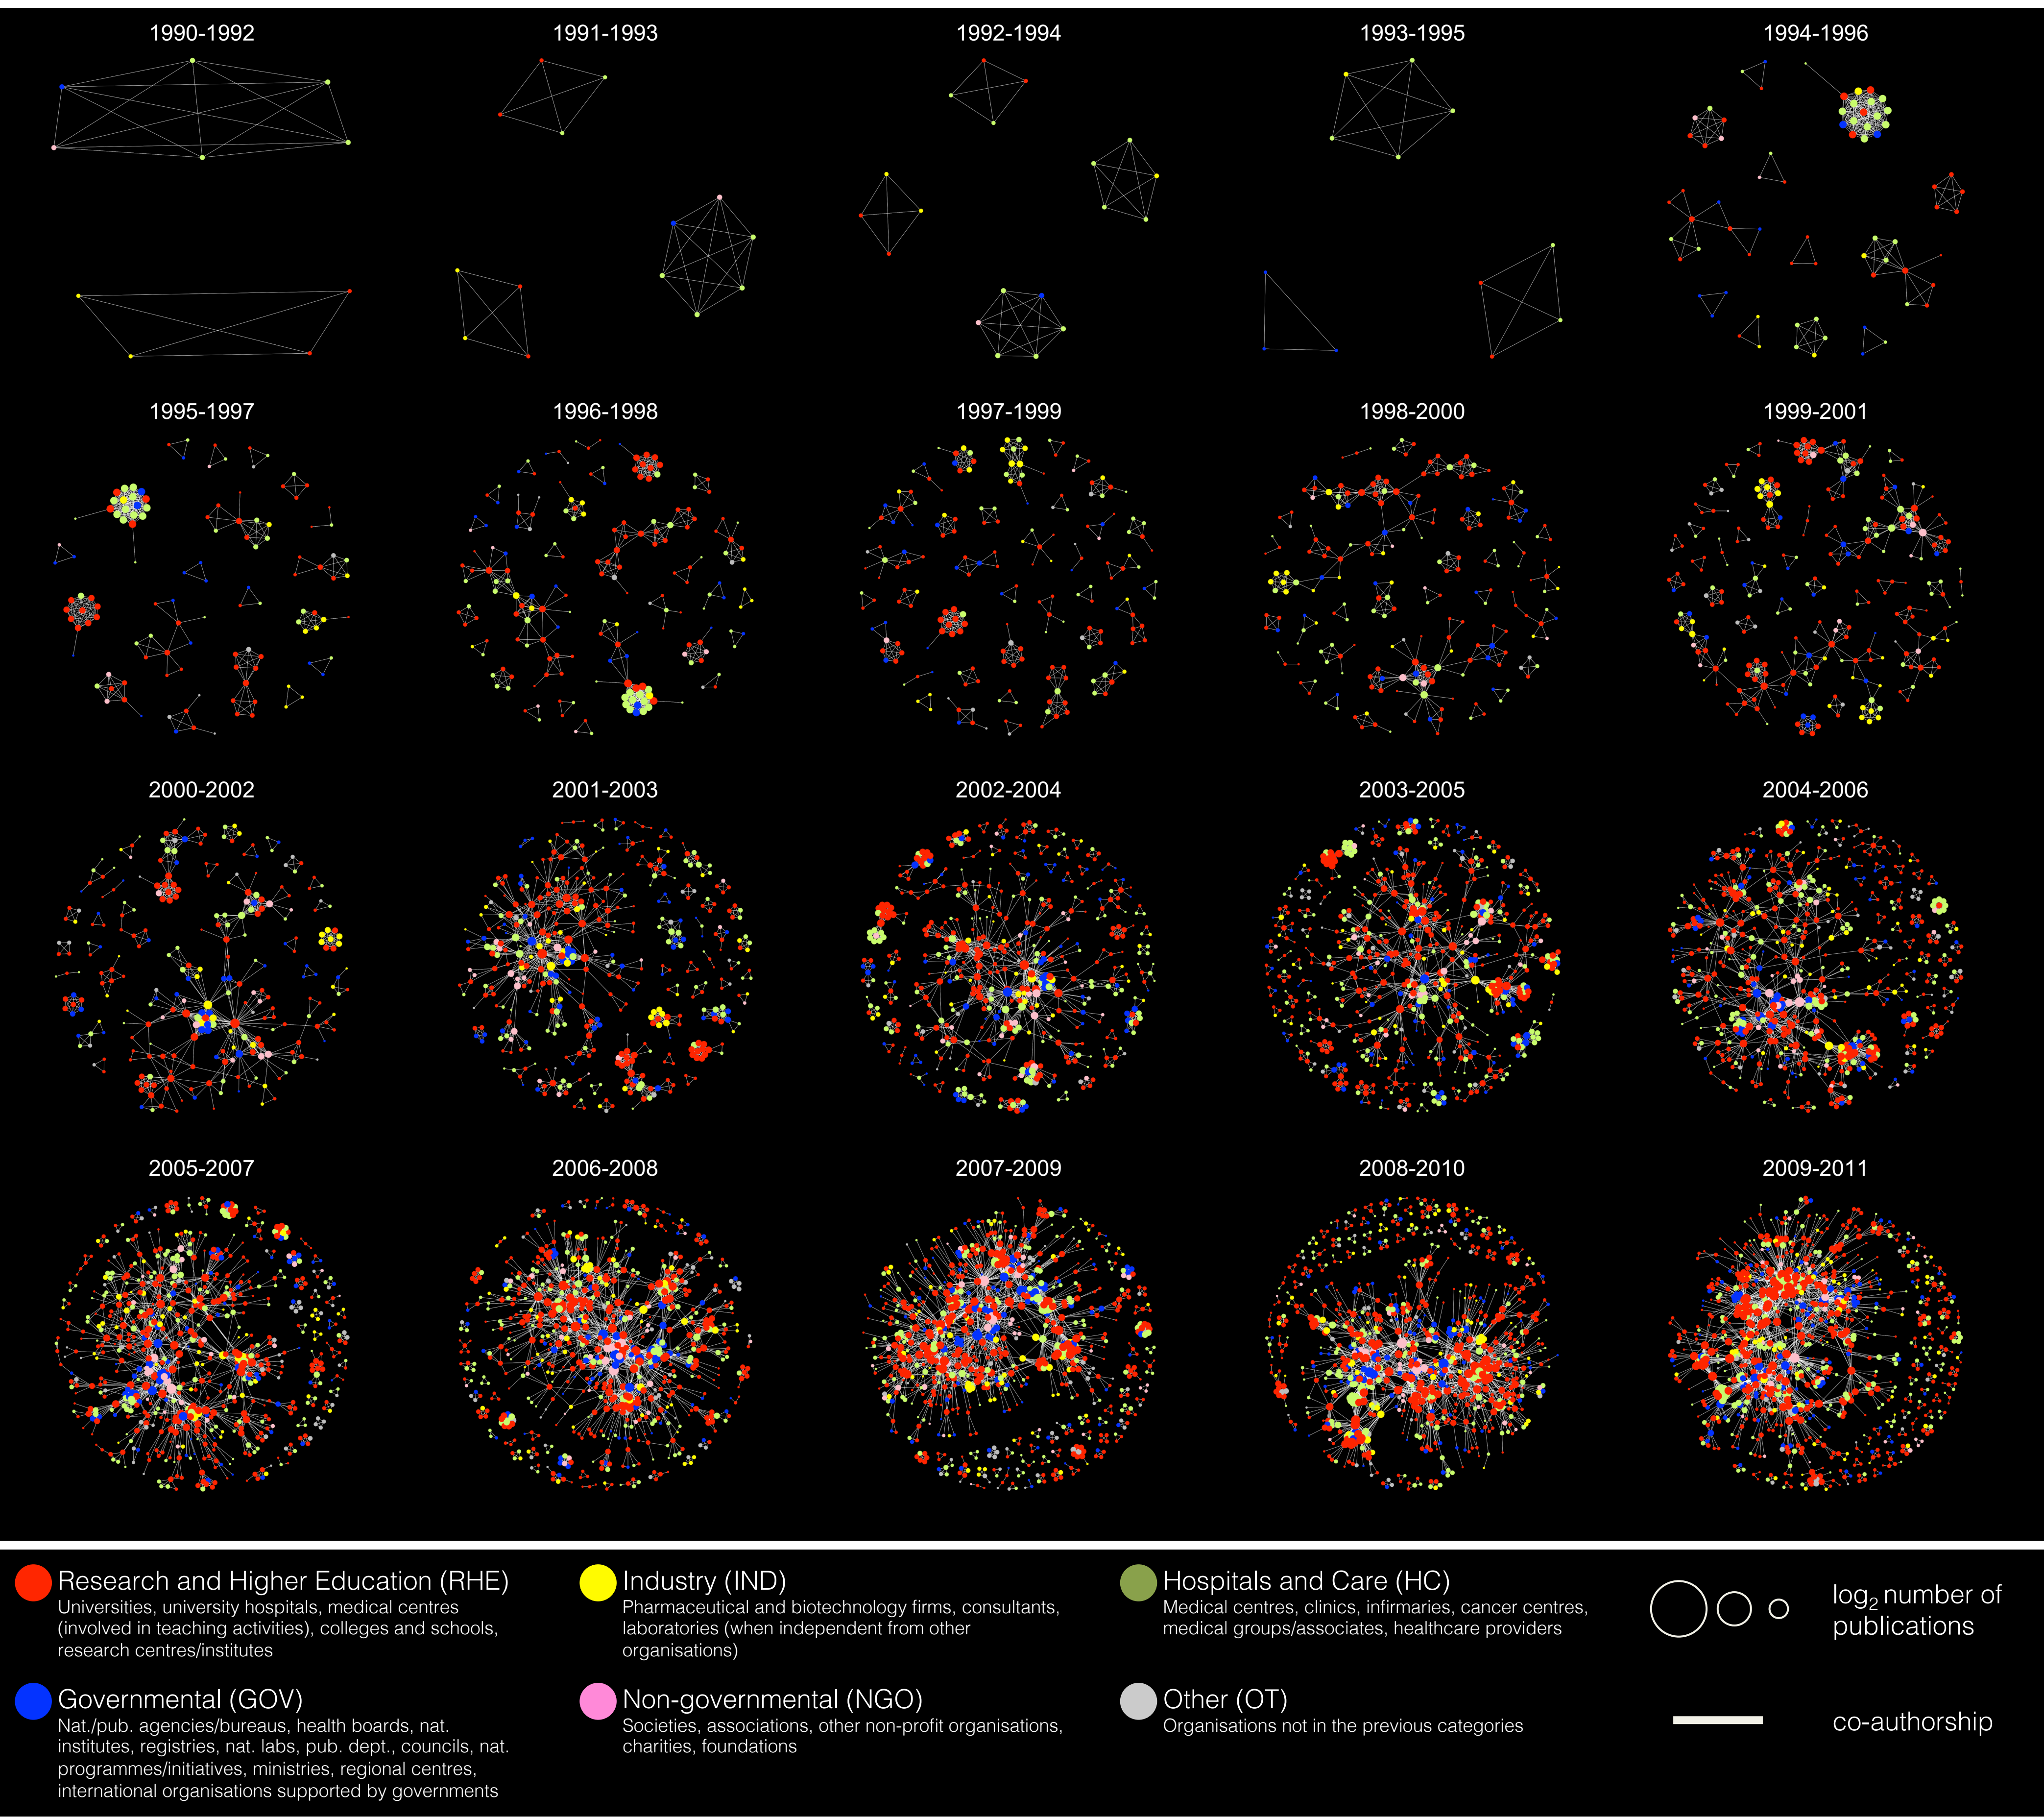 1990-1992
1991-1993
1992-1994
1993-1995
1994-1996
1995-1997
1996-1998
1997-1999
1998-2000
1999-2001
2000-2002
2001-2003
2002-2004
2003-2005
2004-2006
2005-2007
2006-2008
2007-2009
2008-2010
2009-2011
Research and Higher Education (RHE)
Universities, university hospitals, medical centres
(involved in teaching activities), colleges and schools,
research centres/institutes
Industry (IND)
Pharmaceutical and biotechnology firms, consultants,
laboratories (when independent from other
organisations)
Hospitals and Care (HC)
Medical centres, clinics, infirmaries, cancer centres,
medical groups/associates, healthcare providers
log2 number of
publications
Governmental (GOV)
Nat./pub. agencies/bureaus, health boards, nat.
institutes, registries, nat. labs, pub. dept., councils, nat.
programmes/initiatives, ministries, regional centres,
international organisations supported by governments
Non-governmental (NGO)
Societies, associations, other non-profit organisations,
charities, foundations
Other (OT)
Organisations not in the previous categories
co-authorship